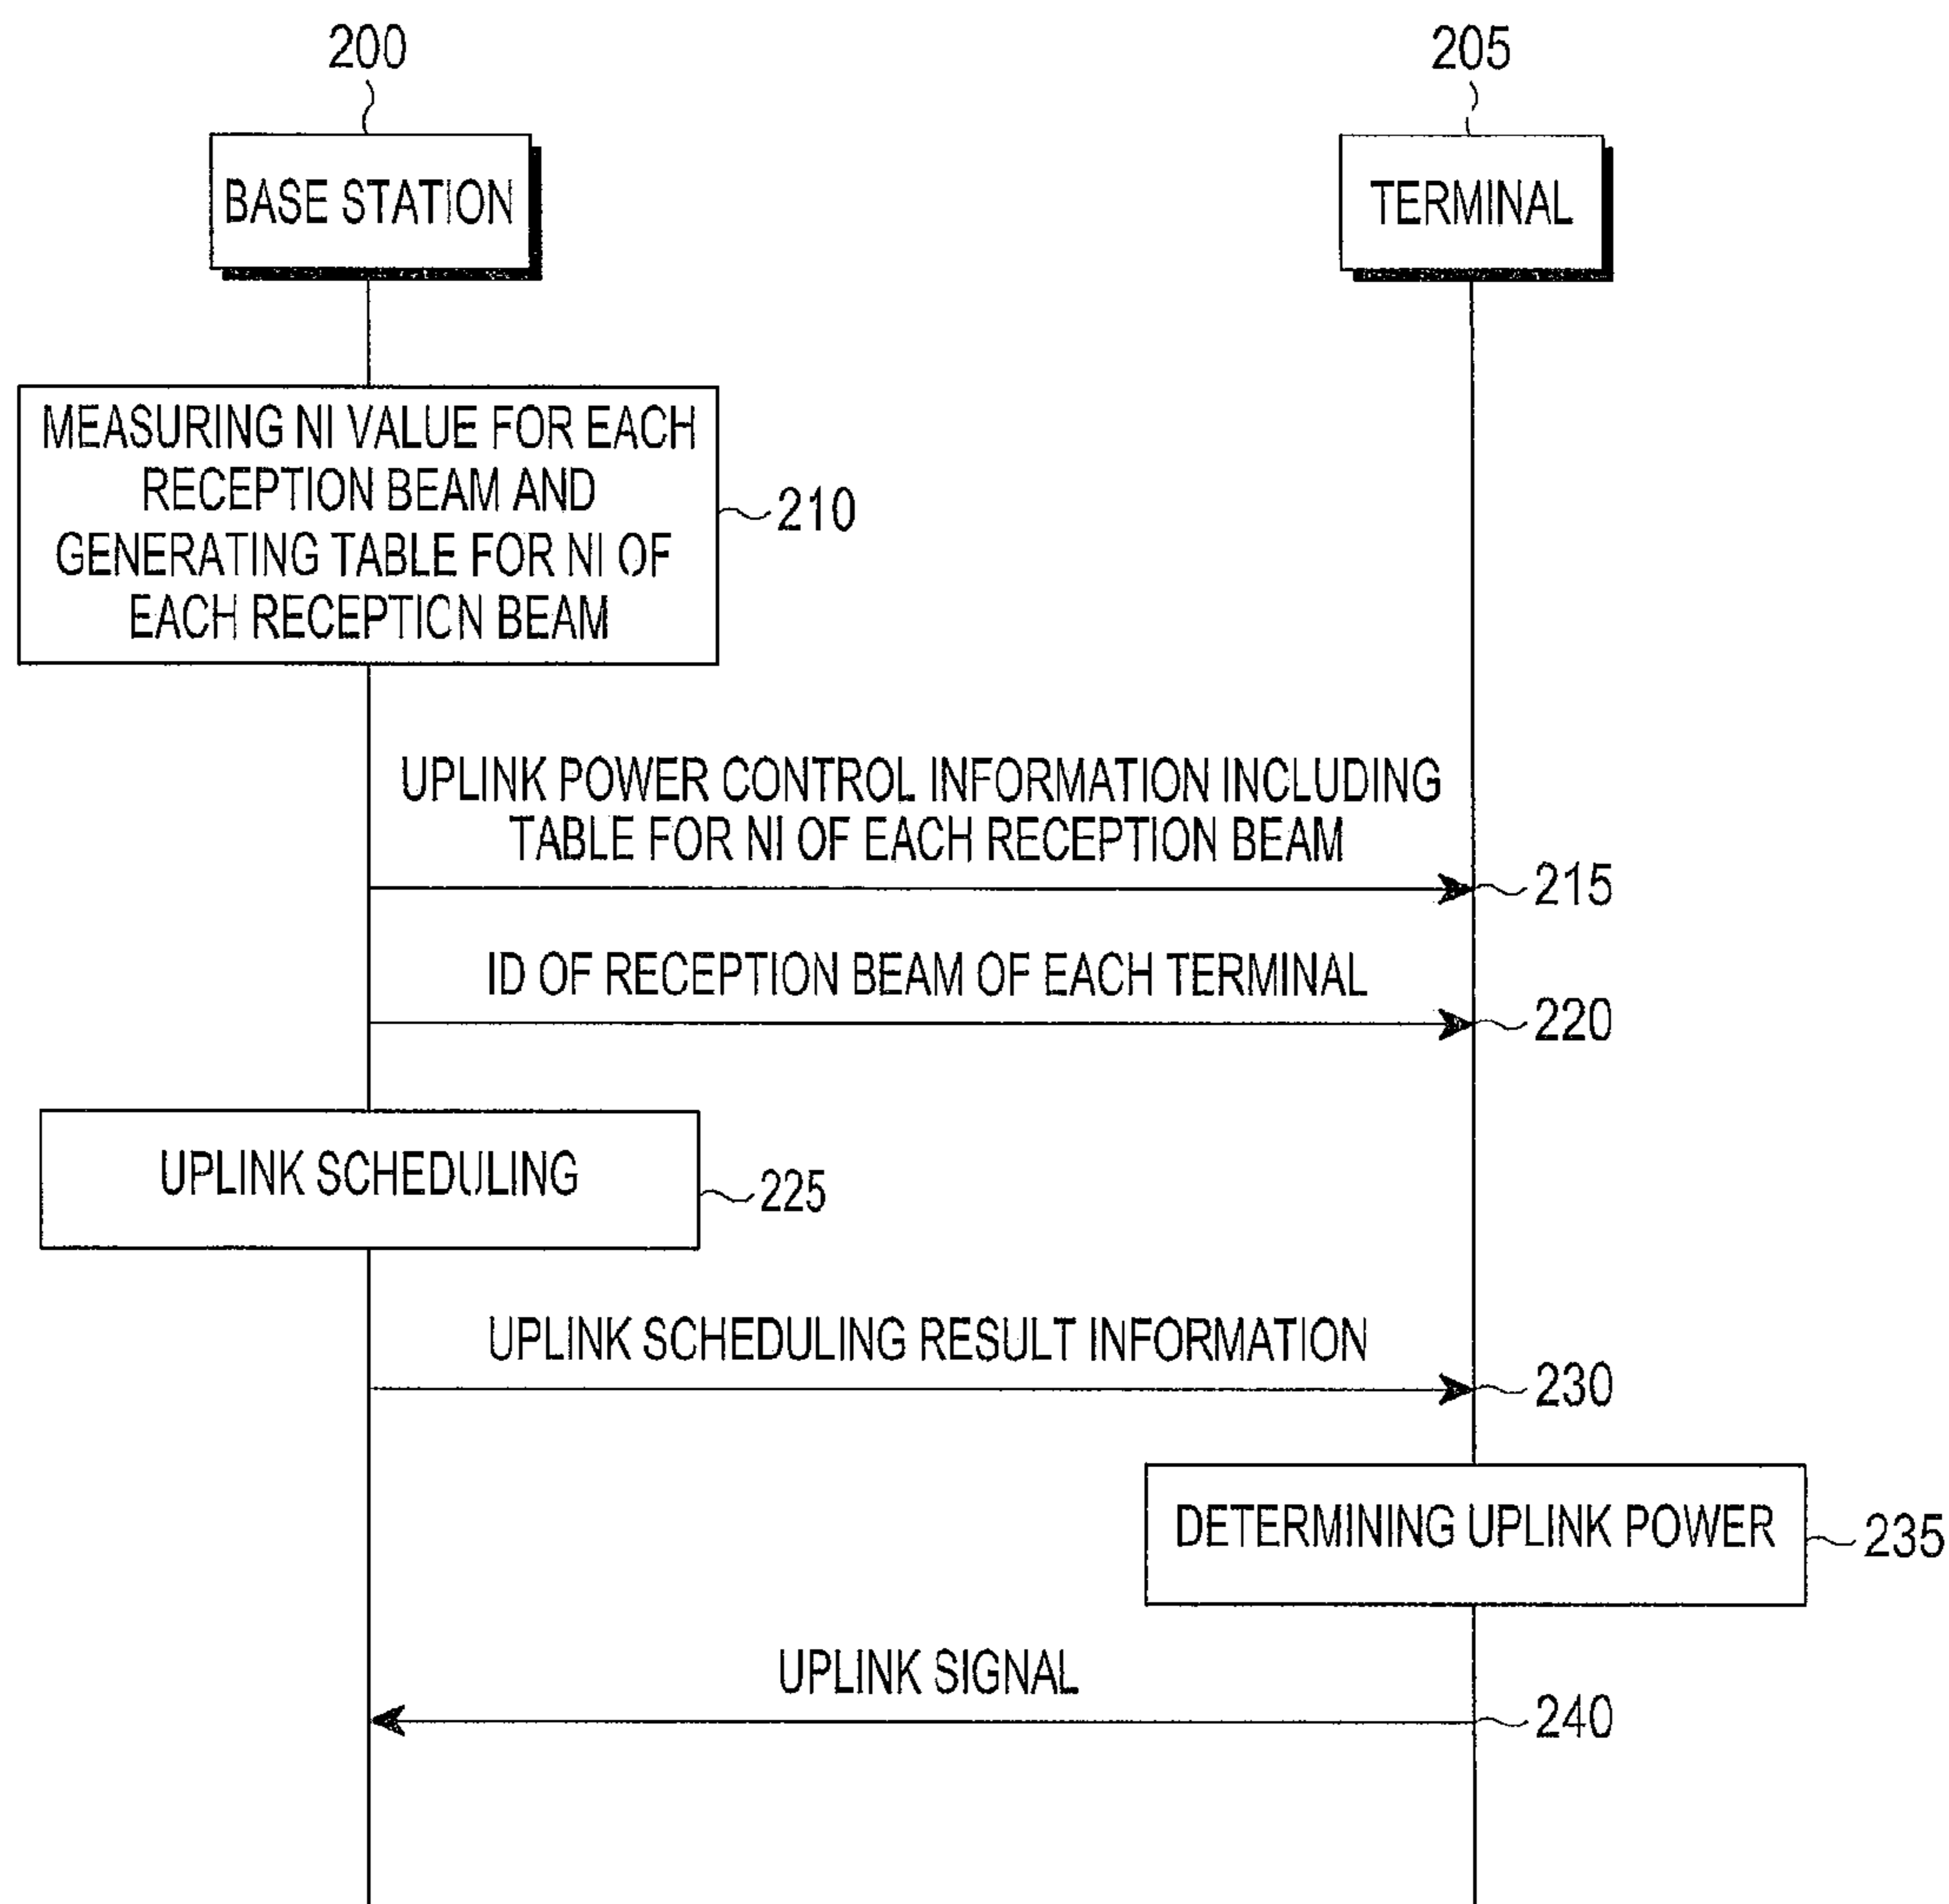 200
205
BASE STATION
TERMINAL
MEASURING NI VALUE FOR EACH
RECEPTION BEAM AND
GENERATING TABLE FOR NI OF
EACH RECEPTION BEAM
210
UPLINK POWER CONTROL INFORMATION INCLUDING
TABLE FOR NI OF EACH RECEPTION BEAM
215
ID OF RECEPTION BEAM OF EACH TERMINAL
220
UPLINK SCHEDULING
225
UPLINK SCHEDULING RESULT INFORMATION
230
DETERMINING UPLINK POWER
235
UPLINK SIGNAL
240